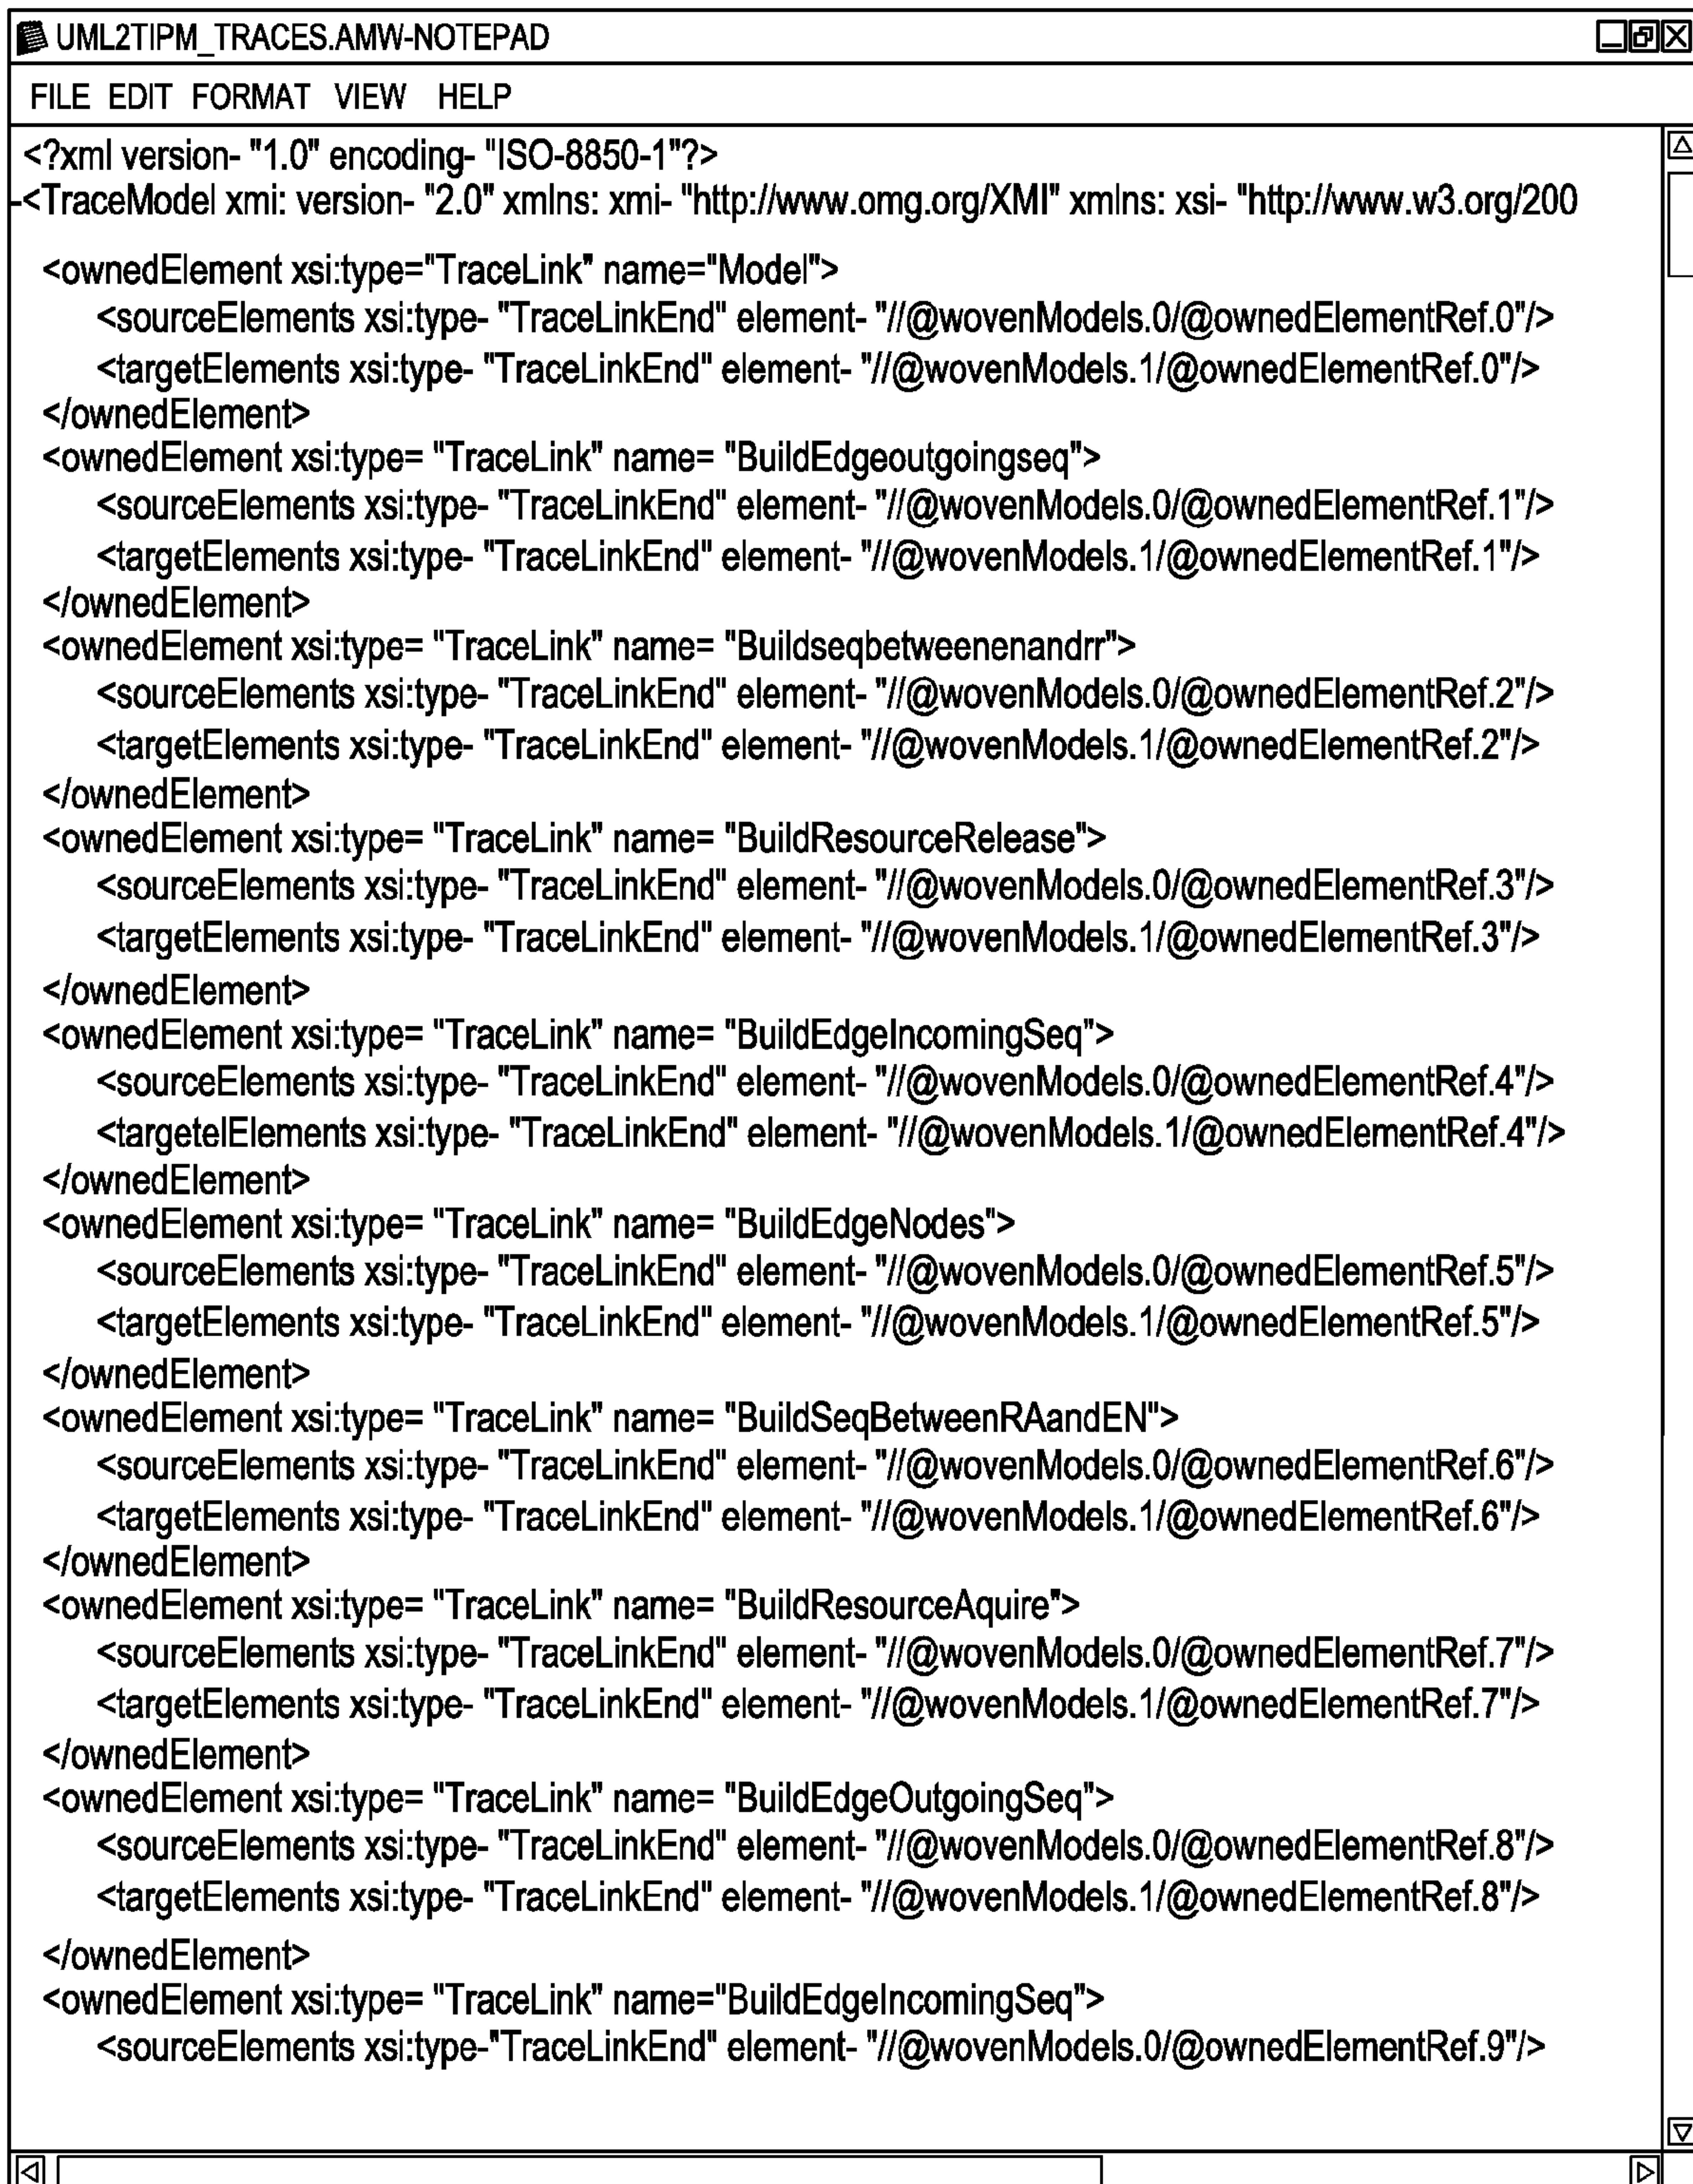 UML2TIPM_TRACES.AMW-NOTEPAD
FILE EDIT FORMAT VIEW HELP
<?xml version- "1.0" encoding- "ISO-8850-1"?>
-<TraceModel xmi: version- "2.0" xmlns: xmi- "http://www.omg.org/XMI" xmlns: xsi- "http://www.w3.org/200
<ownedElement xsi:type="TraceLink" name="Model">
<sourceElements xsi:type- "TraceLinkEnd" element- "//@wovenModels.0/@ownedElementRef.0"/>
<targetElements xsi:type- "TraceLinkEnd" element- "//@wovenModels.1/@ownedElementRef.0"/>
</ownedElement>
<ownedElement xsi:type= "TraceLink" name= "BuildEdgeoutgoingseq">
<sourceElements xsi:type- "TraceLinkEnd" element- "//@wovenModels.0/@ownedElementRef.1"/>
<targetElements xsi:type- "TraceLinkEnd" element- "//@wovenModels.1/@ownedElementRef.1"/>
</ownedElement>
<ownedElement xsi:type= "TraceLink" name= "Buildseqbetweenenandrr">
<sourceElements xsi:type- "TraceLinkEnd" element- "//@wovenModels.0/@ownedElementRef.2"/>
<targetElements xsi:type- "TraceLinkEnd" element- "//@wovenModels.1/@ownedElementRef.2"/>
</ownedElement>
<ownedElement xsi:type= "TraceLink" name= "BuildResourceRelease">
<sourceElements xsi:type- "TraceLinkEnd" element- "//@wovenModels.0/@ownedElementRef.3"/>
<targetElements xsi:type- "TraceLinkEnd" element- "//@wovenModels.1/@ownedElementRef.3"/>
</ownedElement>
<ownedElement xsi:type= "TraceLink" name= "BuildEdgeIncomingSeq">
<sourceElements xsi:type- "TraceLinkEnd" element- "//@wovenModels.0/@ownedElementRef.4"/>
<targetelElements xsi:type- "TraceLinkEnd" element- "//@wovenModels.1/@ownedElementRef.4"/>
</ownedElement>
<ownedElement xsi:type= "TraceLink" name= "BuildEdgeNodes">
<sourceElements xsi:type- "TraceLinkEnd" element- "//@wovenModels.0/@ownedElementRef.5"/>
<targetElements xsi:type- "TraceLinkEnd" element- "//@wovenModels.1/@ownedElementRef.5"/>
</ownedElement>
<ownedElement xsi:type= "TraceLink" name= "BuildSeqBetweenRAandEN">
<sourceElements xsi:type- "TraceLinkEnd" element- "//@wovenModels.0/@ownedElementRef.6"/>
<targetElements xsi:type- "TraceLinkEnd" element- "//@wovenModels.1/@ownedElementRef.6"/>
</ownedElement>
<ownedElement xsi:type= "TraceLink" name= "BuildResourceAquire">
<sourceElements xsi:type- "TraceLinkEnd" element- "//@wovenModels.0/@ownedElementRef.7"/>
<targetElements xsi:type- "TraceLinkEnd" element- "//@wovenModels.1/@ownedElementRef.7"/>
</ownedElement>
<ownedElement xsi:type= "TraceLink" name= "BuildEdgeOutgoingSeq">
<sourceElements xsi:type- "TraceLinkEnd" element- "//@wovenModels.0/@ownedElementRef.8"/>
<targetElements xsi:type- "TraceLinkEnd" element- "//@wovenModels.1/@ownedElementRef.8"/>
</ownedElement>
<ownedElement xsi:type= "TraceLink" name="BuildEdgeIncomingSeq">
<sourceElements xsi:type-"TraceLinkEnd" element- "//@wovenModels.0/@ownedElementRef.9"/>